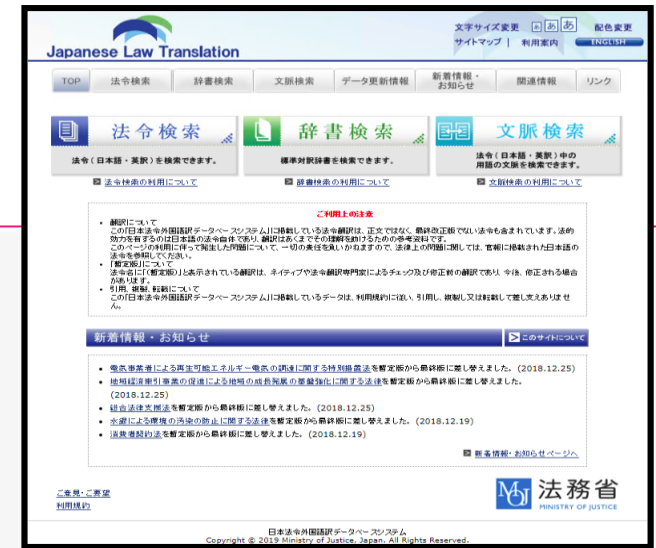 Japanese Law Translation
文字サイズ変更 あ あ あ 配色変更
サイトマップ | 利用案内 ENGLISH
TOP 法令検索 辞書検索 文脈検索 データ更新情報 新着情報・お知らせ 関連情報 リンク
法令検索 辞書検索 文脈検索
法令(日本語・英訳)を検索できます。 標準対訳辞書を検索できます。 法令(日本語・英訳)中の
用語の文脈を検索できます。
法令検索の利用について 辞書検索の利用について 文脈検索の利用について
ご利用上の注意
• 翻訳について
この「日本法令外国語訳データベースシステム」に掲載している法令翻訳は、正文ではなく、最終改正版でない法令も含まれています。法的
効力を有するのは日本語の法令自体であり、翻訳はあくまでその理解を助けるための参考資料です。
このページの利用に伴って発生した問題について、一切の責任を負いかねますので、法律上の問題に関しては、官報に掲載された日本語の
法令を参照してください。
• 「暫定版」について
法令名に「(暫定版)」と表示されている翻訳は、ネイティブや法令翻訳専門家によるチェック及び修正前の翻訳であり、今後、修正される場合
があります。
• 引用、複製、転載について
この「日本法令外国語訳データベースシステム」に掲載しているデータは、利用規約に従い、引用し、複製し又は転載して差し支えありませ
ん。
新着情報・お知らせ このサイトについて
• 電気事業者による再生可能エネルギー電気の調達に関する特別措置法を暫定版から最終版に差し替えました。(2018.12.25)
• 地域経済牽引事業の促進による地域の成長発展の基盤強化に関する法律を暫定版から最終版に差し替えました。
(2018.12.25)
• 総合法律支援法を暫定版から最終版に差し替えました。(2018.12.25)
• 水銀による環境の汚染の防止に関する法律を暫定版から最終版に差し替えました。(2018.12.19)
• 消費者契約法を暫定版から最終版に差し替えました。(2018.12.19)
新着情報・お知らせページへ
ご意見・ご要望
利用規約
MOJ 法務省
MINISTRY OF JUSTICE
日本法令外国語訳データベースシステム
Copyright © 2019 Ministry of Justice, Japan. All Rights Reserved.